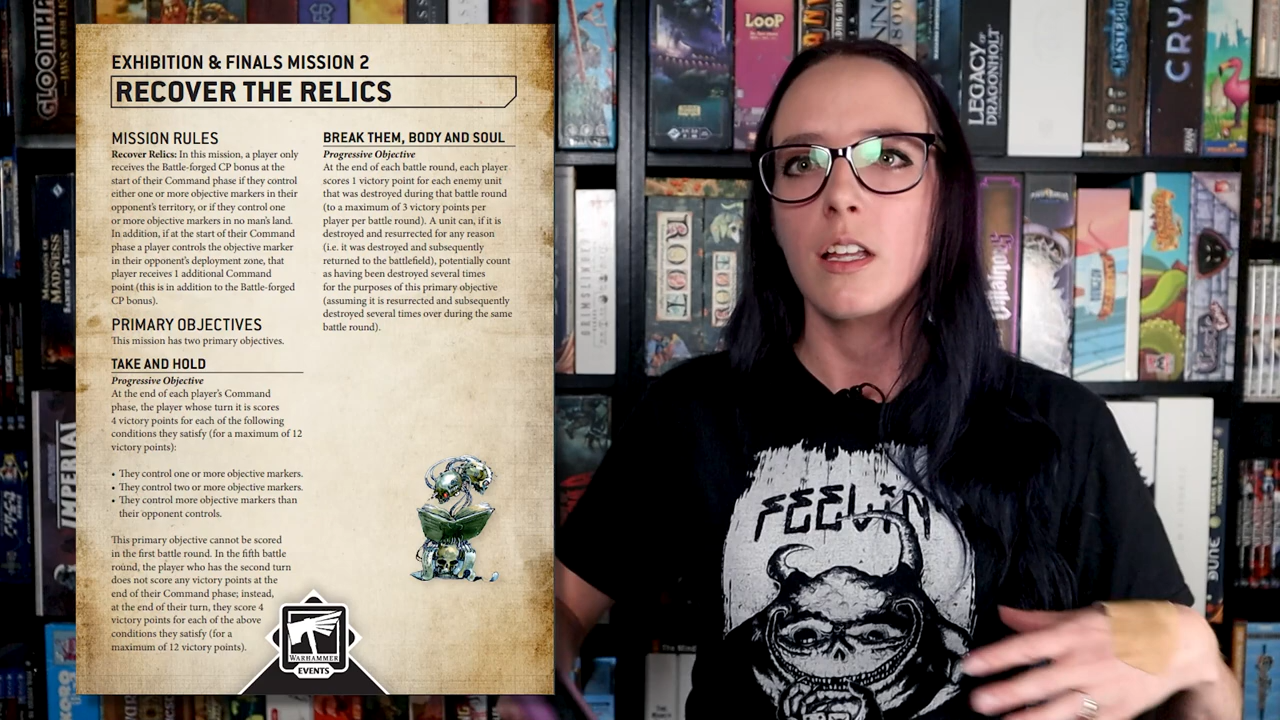 EXHIBITION & FINALS MISSION 2
RECOVER THE RELICS
MISSION RULES
Recover Relics: In this mission, a player only
receives the Battle-forged CP bonus at the
start of their Command phase if they control
either one or more objective markers in their
opponent's territory, or if they control one
or more objective markers in no man's land.
In addition, if at the start of their Command
phase a player controls the objective marker
in their opponent's deployment zone, that
player receives 1 additional Command
point (this is in addition to the Battle-forged
CP bonus).
PRIMARY OBJECTIVES
This mission has two primary objectives.
TAKE AND HOLD
Progressive Objective
At the end of each player's Command
phase, the player whose turn it is scores
4 victory points for each of the following
conditions they satisfy (for a maximum of 12
victory points):
• They control one or more objective markers.
• They control two or more objective markers.
• They control more objective markers than
their opponent controls.
This primary objective cannot be scored
in the first battle round. In the fifth battle
round, the player who has the second turn
does not score any victory points at the
end of their Command phase; instead,
at the end of their turn, they score 4
victory points for each of the above
conditions they satisfy (for a
maximum of 12 victory points).
BREAK THEM, BODY AND SOUL
Progressive Objective
At the end of each battle round, each player
scores 1 victory point for each enemy unit
that was destroyed during that battle round
(to a maximum of 3 victory points per
player per battle round). A unit can, if it is
destroyed and resurrected for any reason
(i.e. it was destroyed and subsequently
returned to the battlefield), potentially count
as having been destroyed several times
for the purposes of this primary objective
(assuming it is resurrected and subsequently
destroyed several times over during the same
battle round).
WARHAMMER
EVENTS
GLOOMHA
JAWS OF THE L
MADNESS
IMPERIAL
LOOP
LEGACY
OF
DRAGONHOLT
MYSTERIU
CRYO
ROOT
ROOT
DUNE
FEELIN